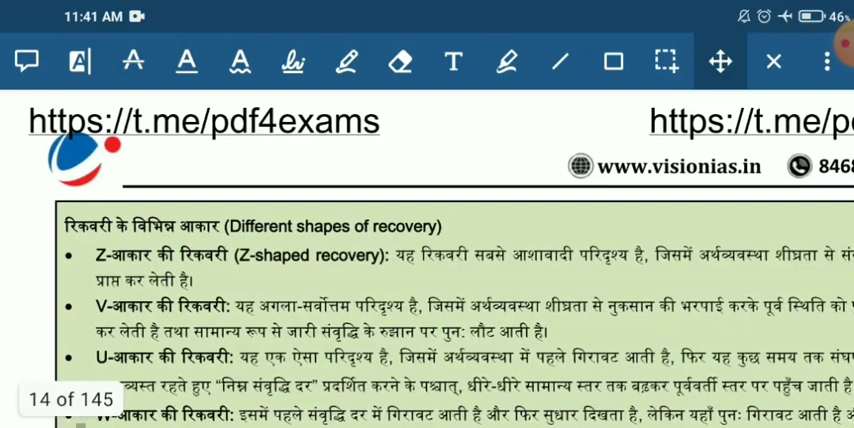 11:41 AM 46%
A A A A T
https://t.me/pdf4exams https://t.me/p
www.visionias.in 8468
रिकवरी के विभिन्न आकार (Different shapes of recovery)
• Z-आकार की रिकवरी (Z-shaped recovery): यह रिकवरी सबसे आशावादी परिदृश्य है, जिसमें अर्थव्यवस्था शीघ्रता से
प्राप्त कर लेती है।
• V-आकार की रिकवरी: यह अगला-सर्वोत्तम परिदृश्य है, जिसमें अर्थव्यवस्था शीघ्रता से नुकसान की भरपाई करके पूर्व स्थिति को
कर लेती है तथा सामान्य रूप से जारी संवृद्धि के रुझान पर पुन: लौट आती है।
• U-आकार की रिकवरी: यह एक ऐसा परिदृश्य है, जिसमें अर्थव्यवस्था में पहले गिरावट आती है, फिर यह कुछ समय तक
रहते हुए “निम्न संवृद्धि दर” प्रदर्शित करने के पश्चात्, धीरे-धीरे सामान्य स्तर तक बढ़कर पूर्ववर्ती स्तर पर पहुँच जाती है
14 of 145
W-आकार की रिकवरी: इसमें पहले संवृद्धि दर में गिरावट आती है और फिर सुधार दिखता है, लेकिन यहाँ पुनः गिरावट आती है